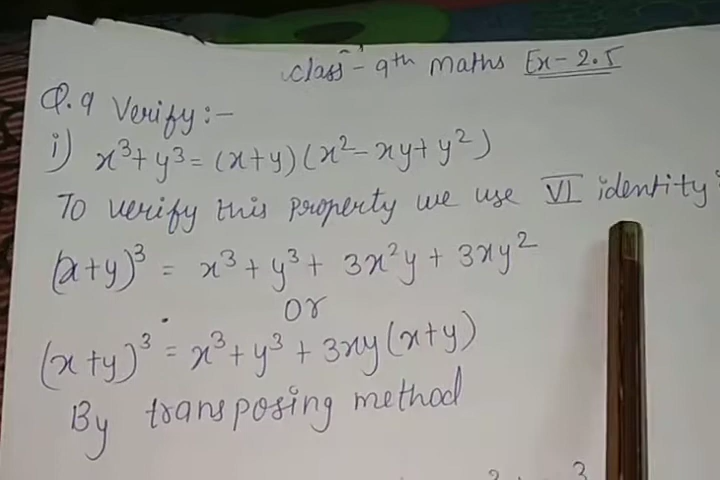 class - 9th maths Ex - 2.5
Q.9 Verify :-
i) x³ + y³ = (x+y) (x² - xy + y²)
To verify this property we use VI identity
(x+y)³ = x³ + y³ + 3x²y + 3xy²
or
(x+y)³ = x³ + y³ + 3xy(x+y)
By transposing method